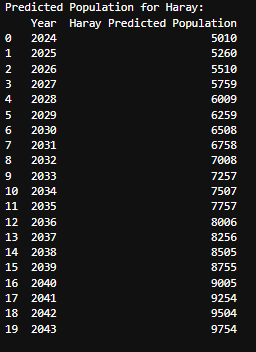 Predicted Population for Haray:
Year Haray Predicted Population
0 2024 5010
1 2025 5260
2 2026 5510
3 2027 5759
4 2028 6009
5 2029 6259
6 2030 6508
7 2031 6758
8 2032 7008
9 2033 7257
10 2034 7507
11 2035 7757
12 2036 8006
13 2037 8256
14 2038 8505
15 2039 8755
16 2040 9005
17 2041 9254
18 2042 9504
19 2043 9754